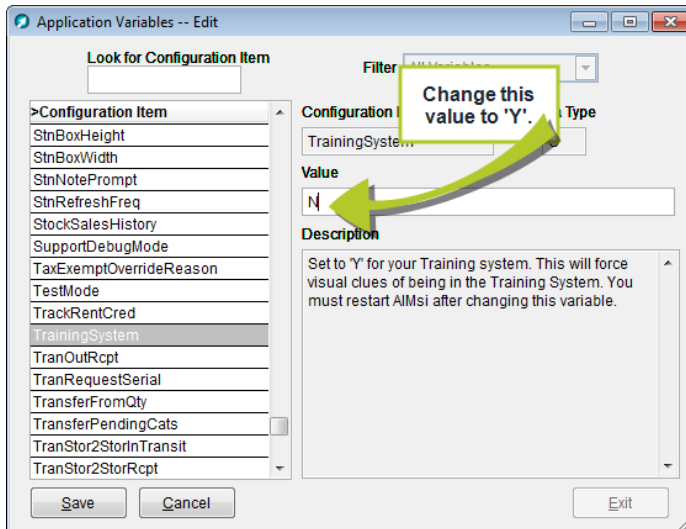 Application Variables -- Edit
Look for Configuration Item
Filter
Change this
value to 'Y'.
>Configuration Item
StnBoxHeight
StnBoxWidth
StnNotePrompt
StnRefreshFreq
StockSalesHistory
SupportDebugMode
TaxExemptOverrideReason
TestMode
TrackRentCred
TrainingSystem
TranOutRcpt
TranRequestSerial
TransferFromQty
TransferPendingCats
TranStor2StorInTransit
TranStor2StorRcpt
Configuration Type
TrainingSystem
Value
N
Description
Set to 'Y' for your Training system. This will force
visual clues of being in the Training System. You
must restart AIMsi after changing this variable.
Save Cancel Exit